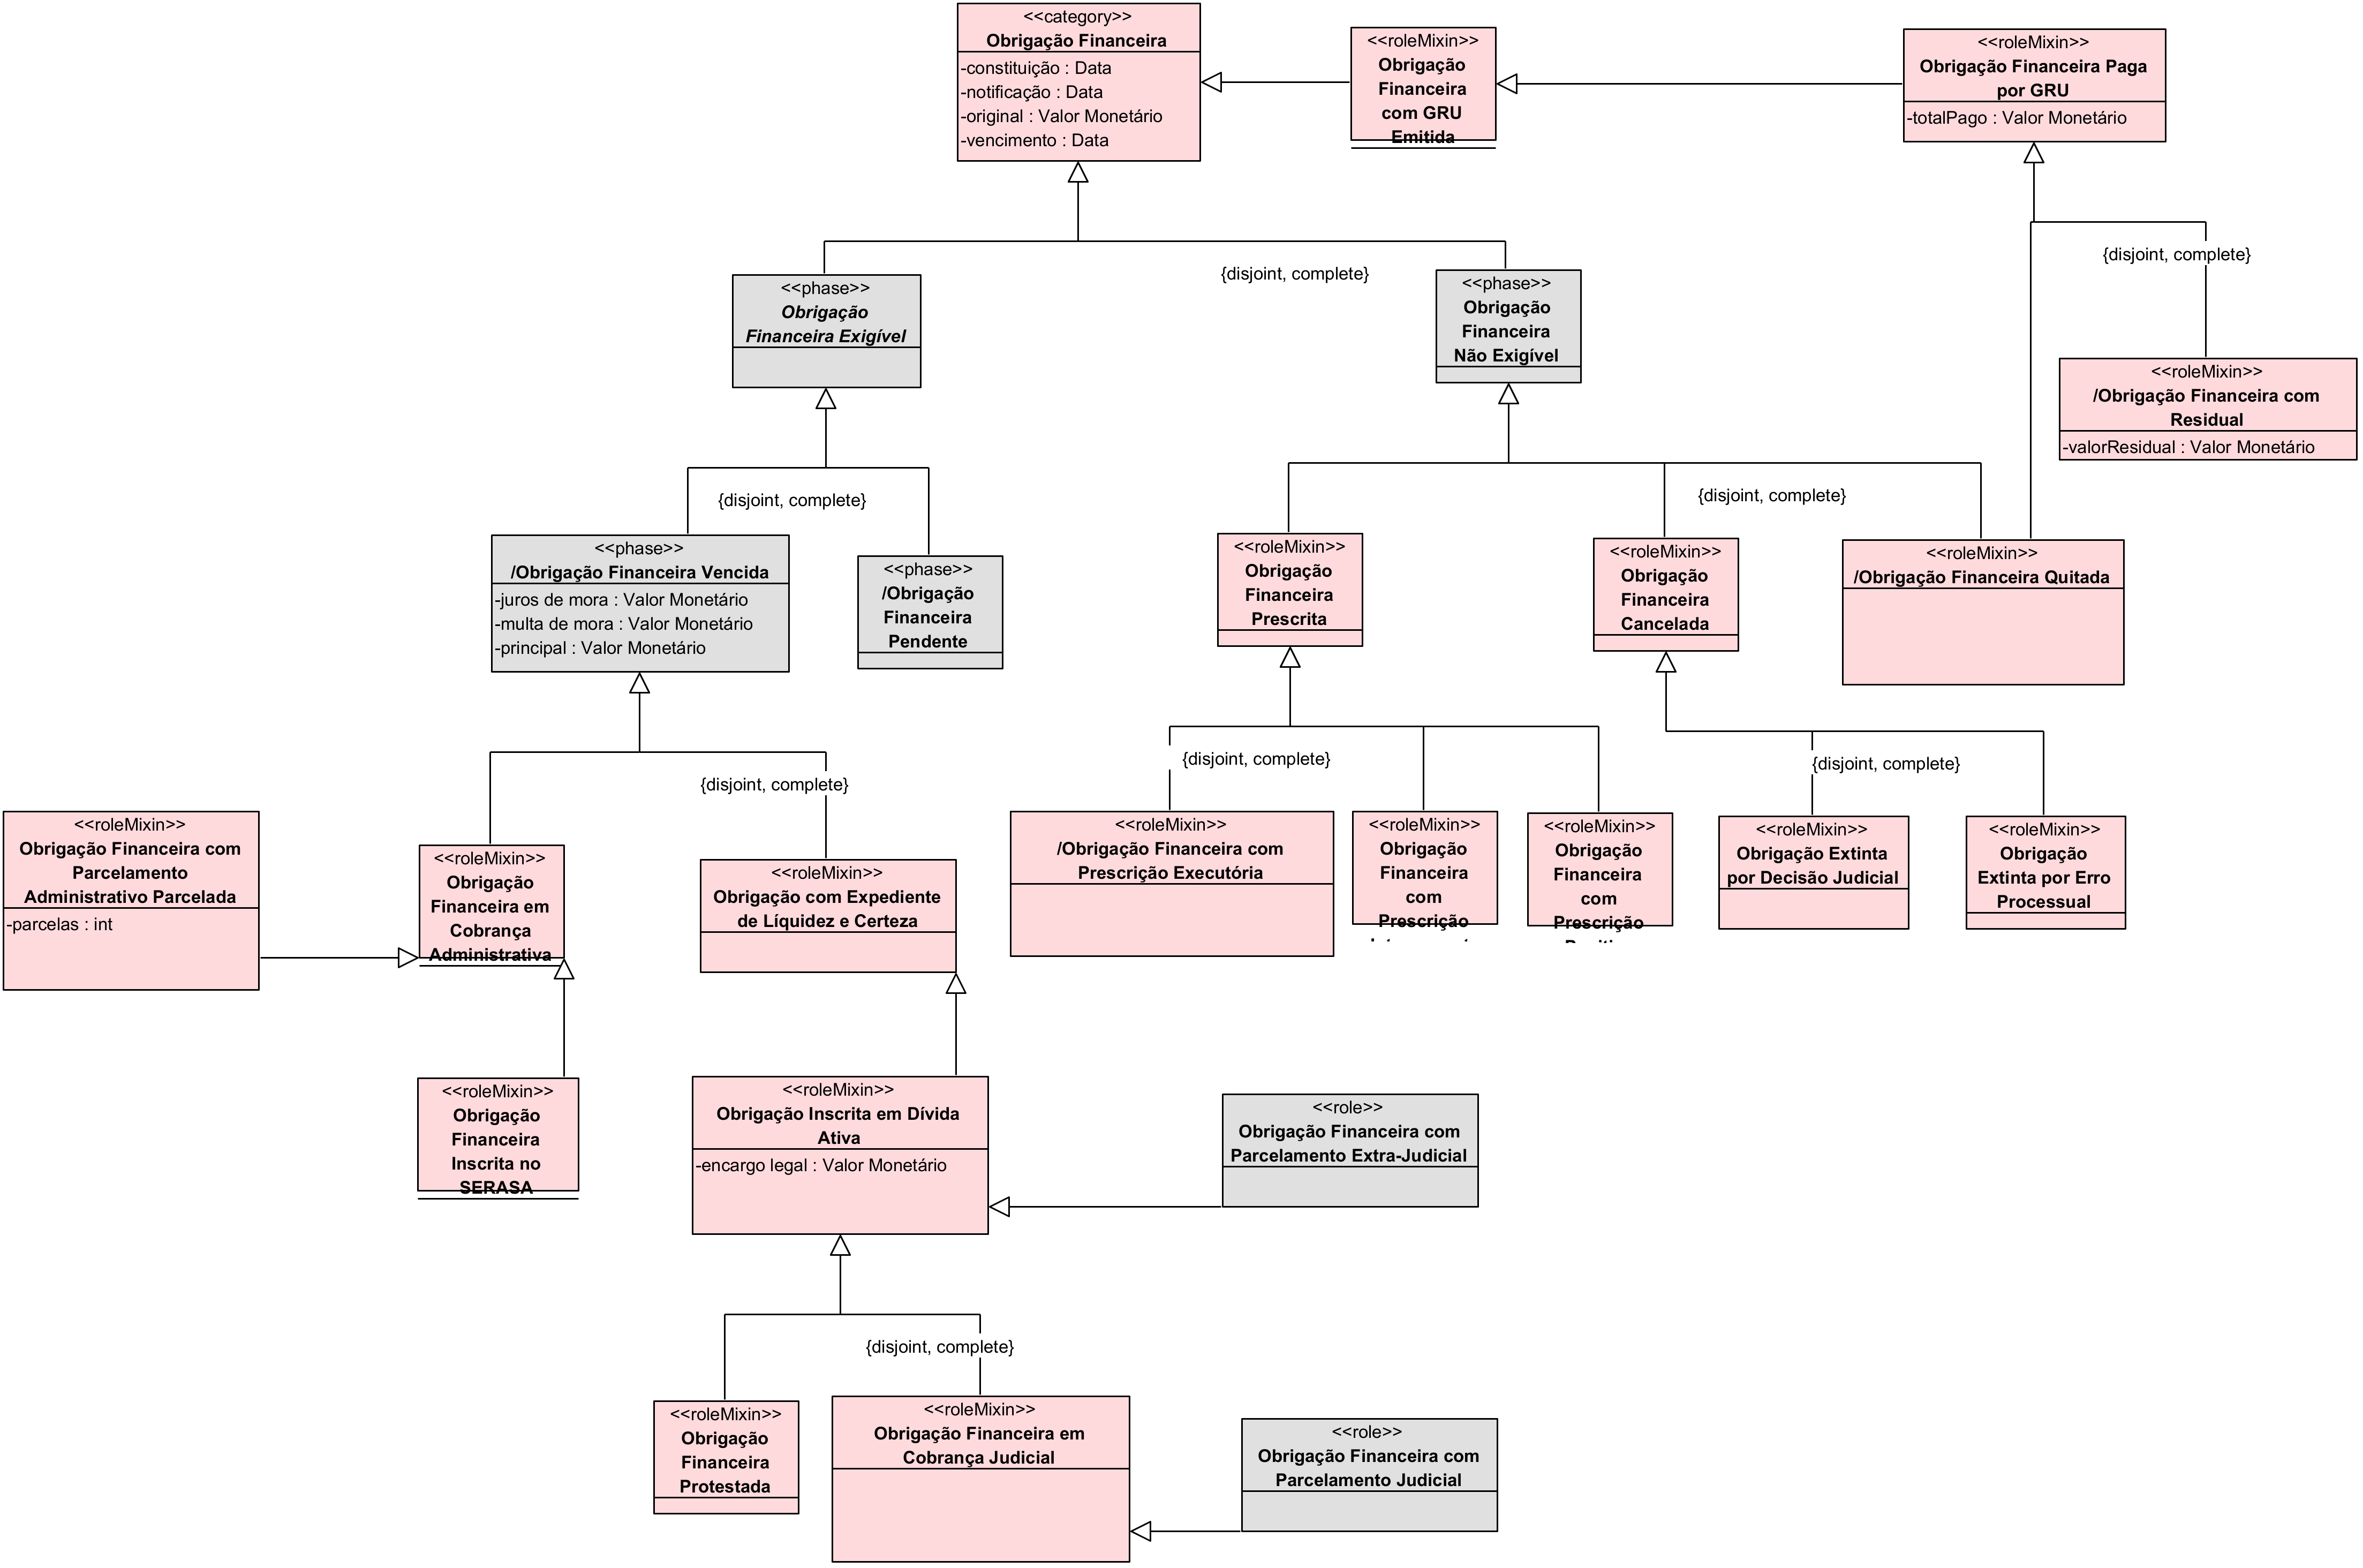 <<category>>
Obrigação Financeira
-constituição : Data
-notificação : Data
-original : Valor Monetário
-vencimento : Data
<<roleMixin>>
Obrigação
Financeira
com GRU
Emitida
<<roleMixin>>
Obrigação Financeira Paga
por GRU
-totalPago : Valor Monetário
{disjoint, complete}
{disjoint, complete}
<<phase>>
Obrigação
Financeira Exigível
<<phase>>
Obrigação
Financeira
Não Exigível
<<roleMixin>>
/Obrigação Financeira com
Residual
-valorResidual : Valor Monetário
{disjoint, complete}
{disjoint, complete}
<<phase>>
/Obrigação Financeira Vencida
-juros de mora : Valor Monetário
-multa de mora : Valor Monetário
-principal : Valor Monetário
<<phase>>
/Obrigação
Financeira
Pendente
<<roleMixin>>
Obrigação
Financeira
Prescrita
<<roleMixin>>
Obrigação
Financeira
Cancelada
<<roleMixin>>
/Obrigação Financeira Quitada
{disjoint, complete}
{disjoint, complete}
{disjoint, complete}
<<roleMixin>>
Obrigação Financeira com
Parcelamento
Administrativo Parcelada
-parcelas : int
<<roleMixin>>
Obrigação
Financeira em
Cobrança
Administrativa
<<roleMixin>>
Obrigação com Expediente
de Líquidez e Certeza
<<roleMixin>>
/Obrigação Financeira com
Prescrição Executória
<<roleMixin>>
Obrigação
Financeira
com
Prescrição
<<roleMixin>>
Obrigação
Financeira
com
Prescrição
<<roleMixin>>
Obrigação Extinta
por Decisão Judicial
<<roleMixin>>
Obrigação
Extinta por Erro
Processual
<<roleMixin>>
Obrigação
Financeira
Inscrita no
SERASA
<<roleMixin>>
Obrigação Inscrita em Dívida
Ativa
-encargo legal : Valor Monetário
<<role>>
Obrigação Financeira com
Parcelamento Extra-Judicial
{disjoint, complete}
<<roleMixin>>
Obrigação
Financeira
Protestada
<<roleMixin>>
Obrigação Financeira em
Cobrança Judicial
<<role>>
Obrigação Financeira com
Parcelamento Judicial